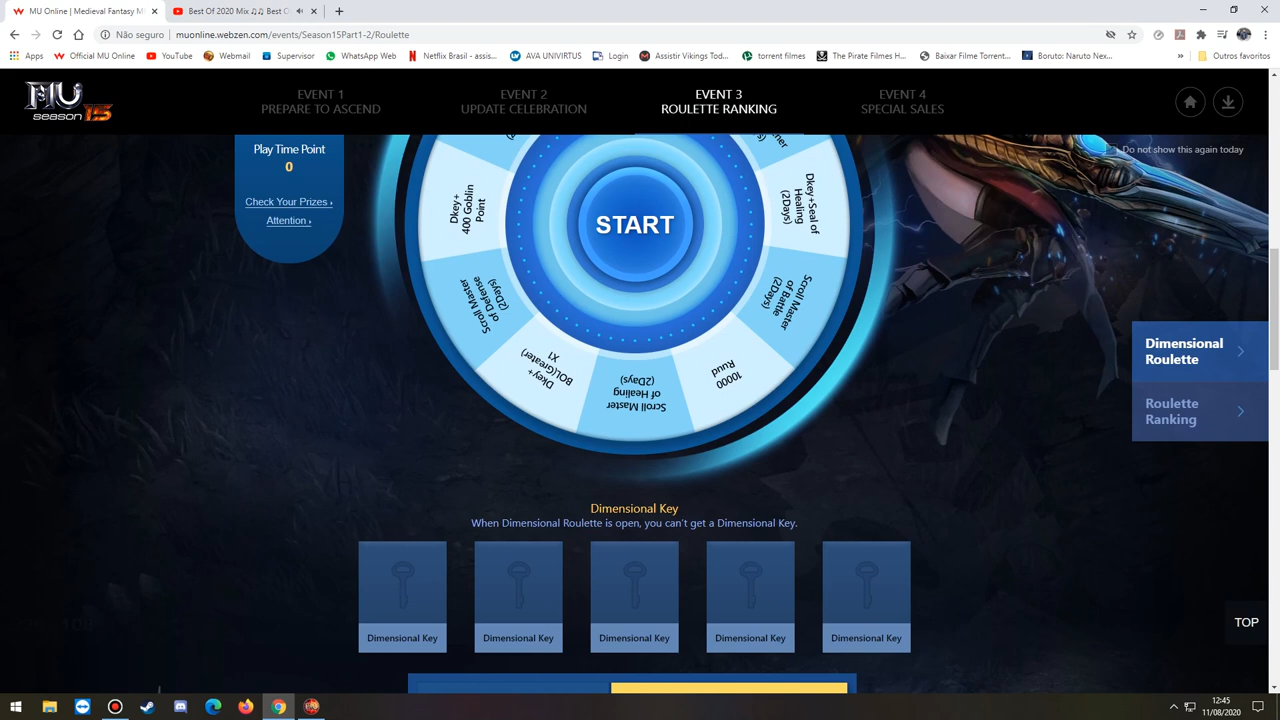 MU Online | Medieval Fantasy M
Best Of 2020 Mix ♫♫ Best O
Não seguro
muonline.webzen.com/events/Season15Part1-2/Roulette
Apps
Official MU Online
YouTube
Webmail
Supervisor
WhatsApp Web
Netflix Brasil - assis...
AVA UNIVIRTUS
Login
Assistir Vikings Tod...
torrent filmes
The Pirate Filmes H...
Baixar Filme Torrent...
Boruto: Naruto Nex...
»
Outros favoritos
MU
season 15
EVENT 1
PREPARE TO ASCEND
EVENT 2
UPDATE CELEBRATION
EVENT 3
ROULETTE RANKING
EVENT 4
SPECIAL SALES
Do not show this again today
Play Time Point
0
Check Your Prizes
Attention
Dkey+
400 Goblin
Point
START
Dkey+Seal of
Healing
(2Days)
Scroll Master
of Defense
(2Days)
Scroll Master
of Battle
(2Days)
Dkey+
BOL(Greater)
X1
Scroll Master
of Healing
(2Days)
10000
Ruud
Dimensional
Roulette
Roulette
Ranking
Dimensional Key
When Dimensional Roulette is open, you can't get a Dimensional Key.
Dimensional Key
Dimensional Key
Dimensional Key
Dimensional Key
Dimensional Key
TOP
12:45
11/08/2020